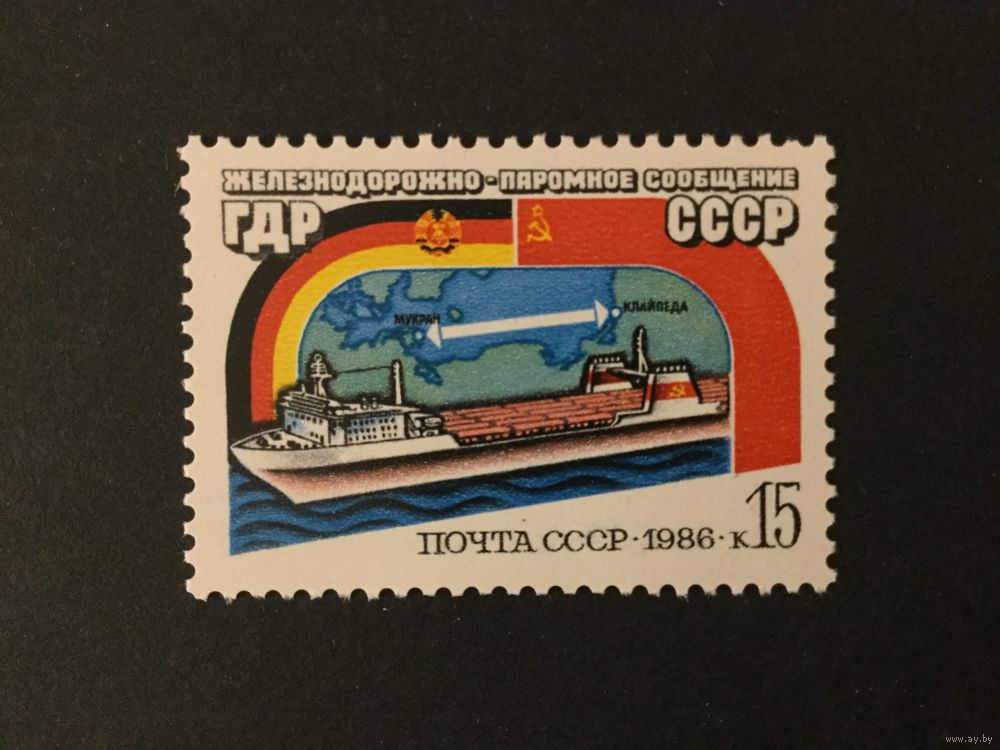 ЖЕЛЕЗНОДОРОЖНО-ПАРОМНОЕ СООБЩЕНИЕ
ГДР СССР
МУКРАН КЛАЙПЕДА
ПОЧТА СССР·1986·к15
www.ay.by